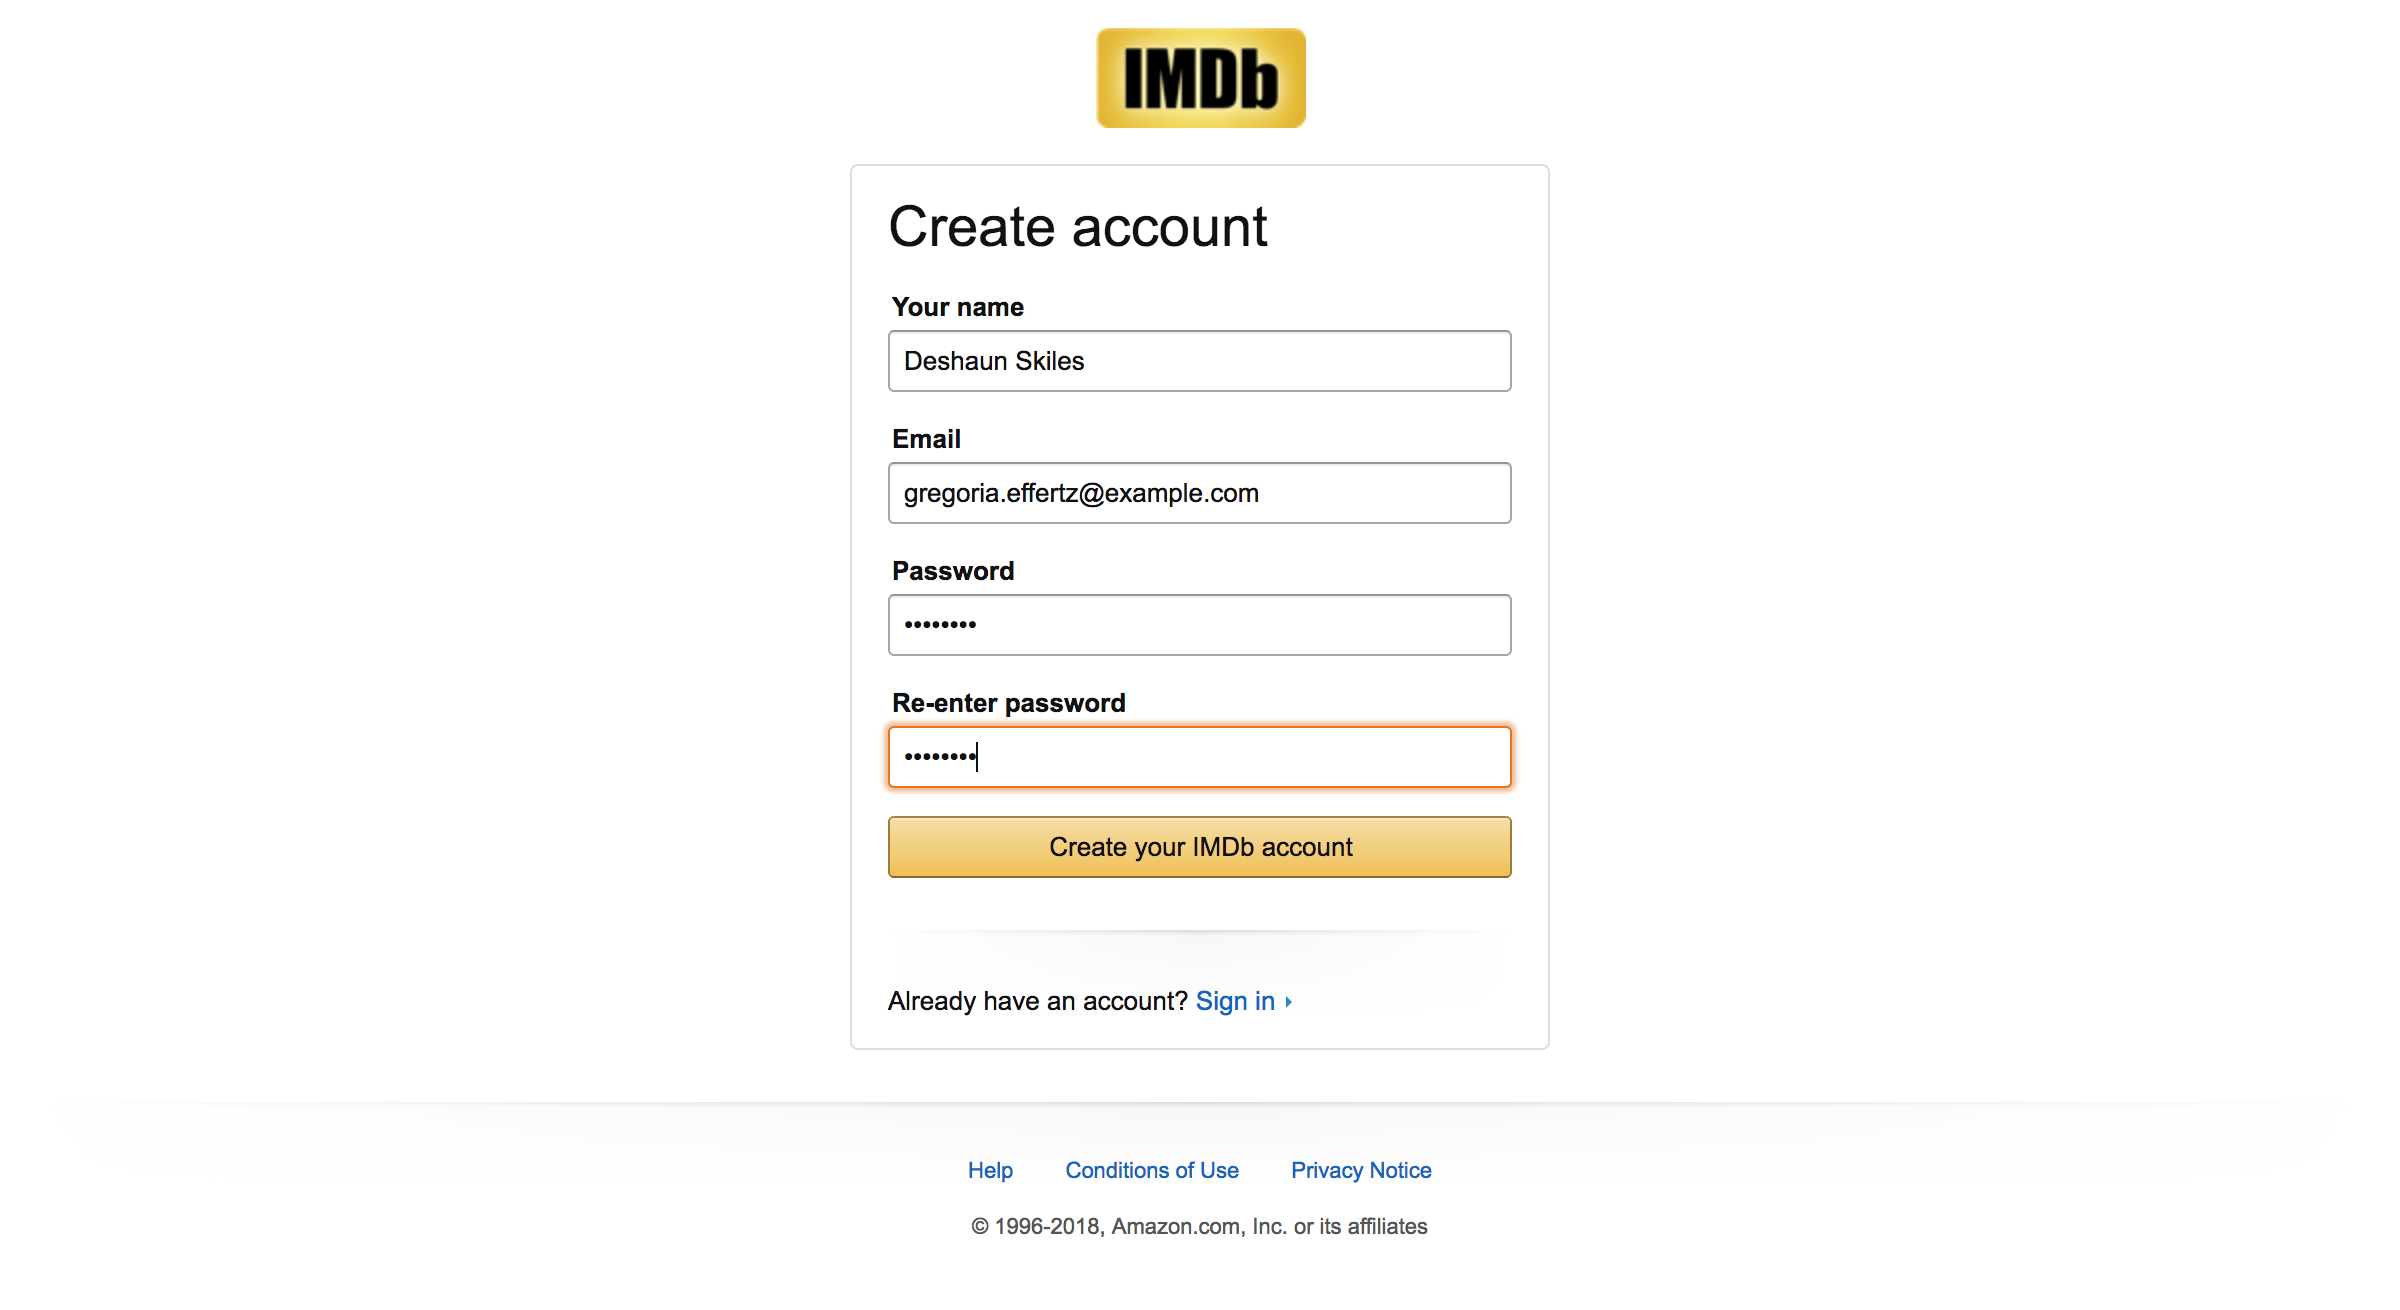 IMDb
Create account
Your name
Deshaun Skiles
Email
gregoria.effertz@example.com
Password
••••••••
Re-enter password
••••••••
Create your IMDb account
Already have an account? Sign in
Help Conditions of Use Privacy Notice
© 1996-2018, Amazon.com, Inc. or its affiliates